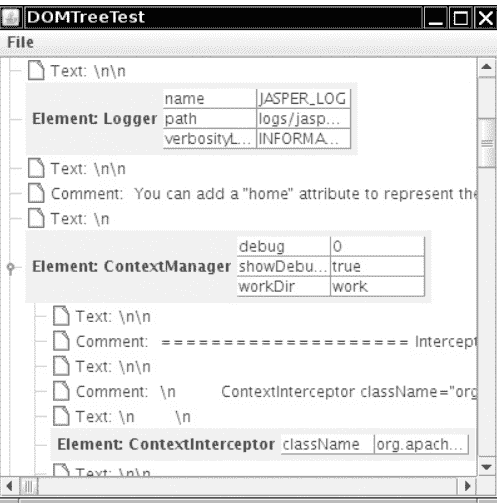 DOMTreeTest
File
Text: \n\n
Element: Logger
name JASPER_LOG
path logs/jasp...
verbosityL... INFORMA...
Text: \n\n
Comment: You can add a "home" attribute to represent the
Text: \n
Element: ContextManager
debug 0
showDebu... true
workDir work
Text: \n\n
Comment: ==================== Intercept
Text: \n\n
Comment: \n ContextInterceptor className="org
Text: \n \n
Element: ContextInterceptor className org.apach...
Text: \n\n